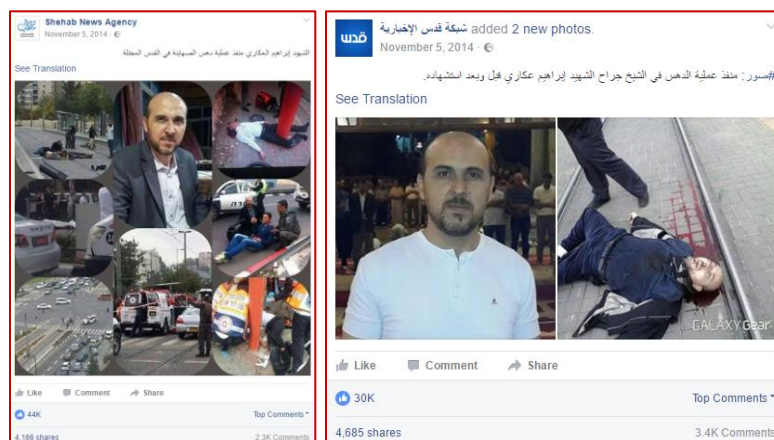 Shehab News Agency
November 5, 2014
الشهيد إبراهيم العكاري منفذ عملية دهس الصهاينة في القدس المحتلة
See Translation
Like Comment Share
44K Top Comments
4,186 shares 2.3K Comments
قدس
شبكة قدس الإخبارية added 2 new photos.
November 5, 2014
#صور : منفذ عملية الدهس في الشيخ جراح الشهيد إبراهيم عكاري قبل وبعد استشهاده.
See Translation
GALAXY Gear
Like Comment Share
30K Top Comments
4,685 shares 3.4K Comments